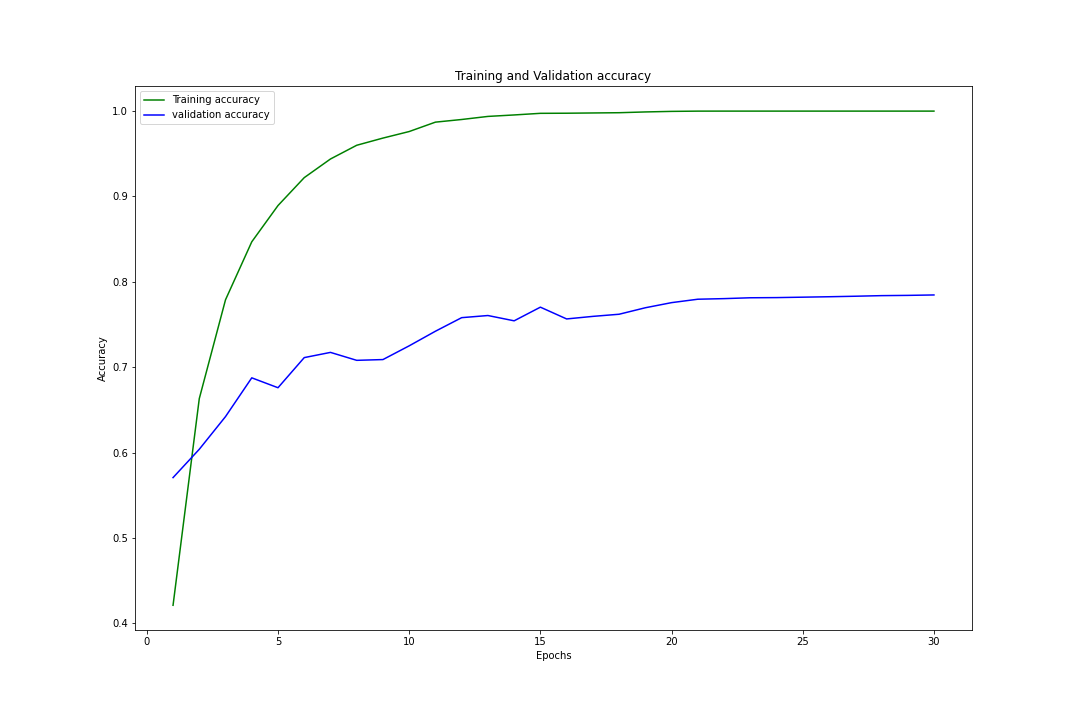 Training and Validation accuracy
Training accuracy
validation accuracy
1.0
0.9
0.8
0.7
0.6
0.5
0.4
Accuracy
0 5 10 15 20 25 30
Epochs